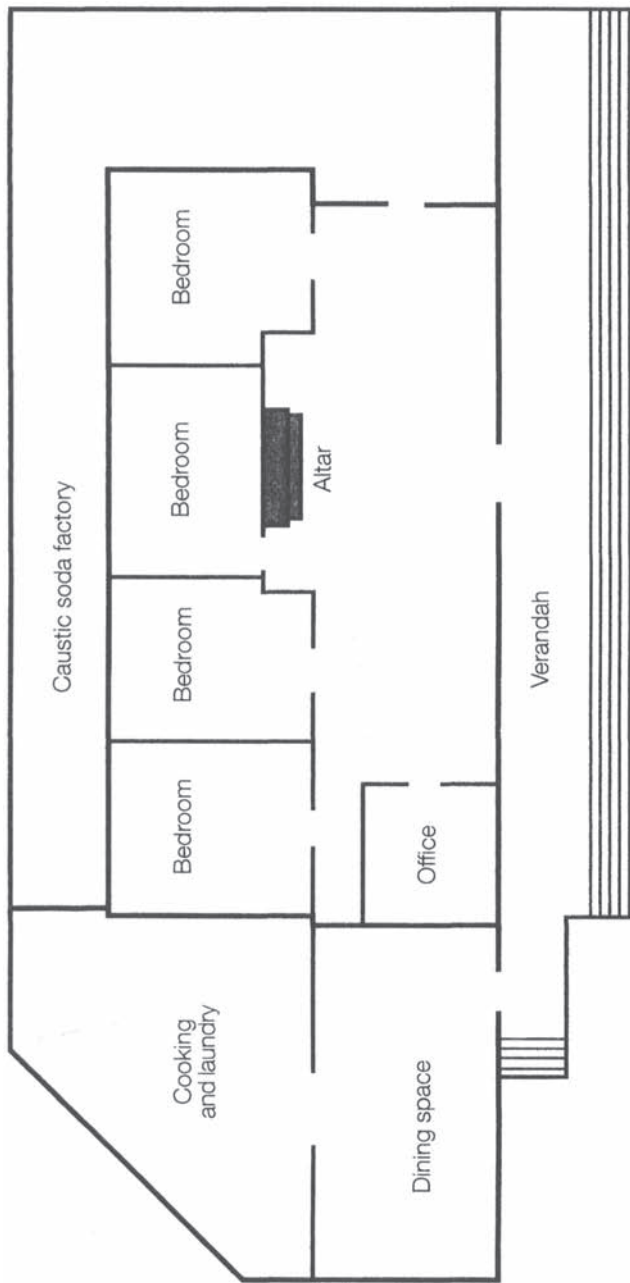 Caustic soda factory
Bedroom
Bedroom
Bedroom
Bedroom
Altar
Cooking
and laundry
Office
Dining space
Verandah